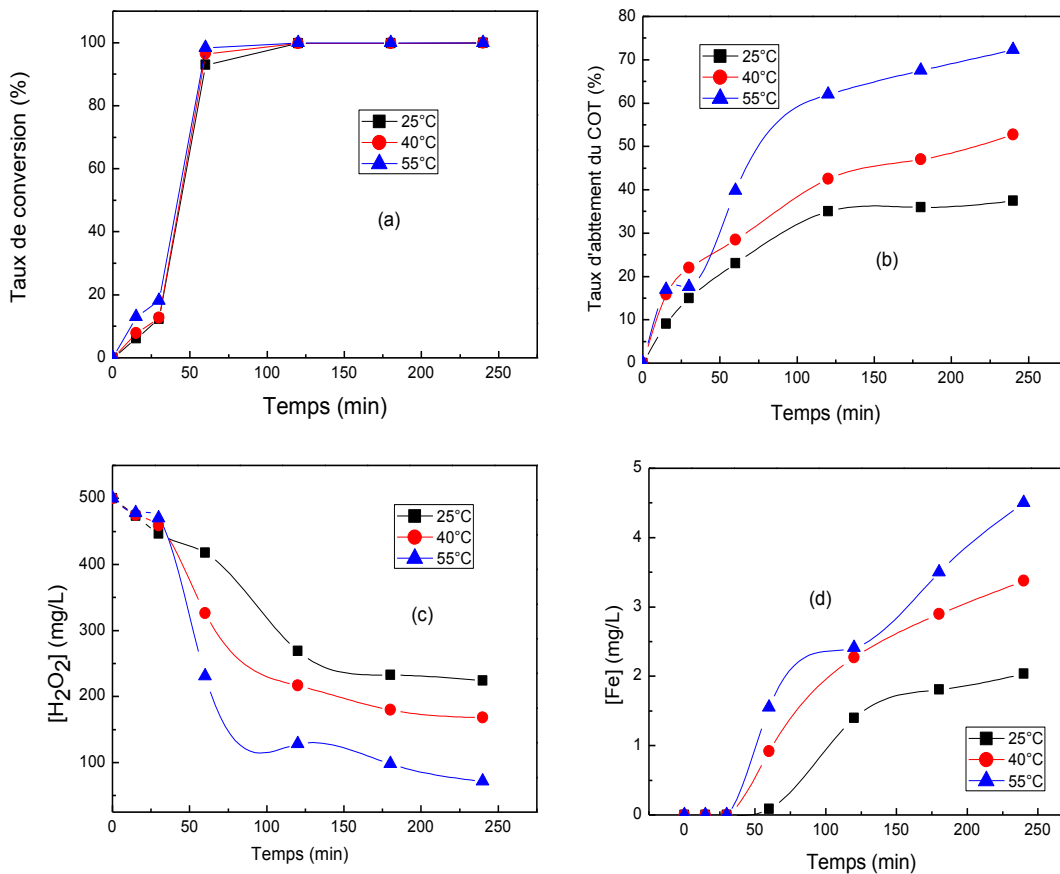 Taux de conversion (%)
100
80
60
40
20
0
25°C
40°C
55°C
(a)
0 50 100 150 200 250
Temps (min)
Taux d'abttement du COT (%)
80
70
60
50
40
30
20
10
0
25°C
40°C
55°C
(b)
0 50 100 150 200 250
Temps (min)
[H₂O₂] (mg/L)
500
400
300
200
100
25°C
40°C
55°C
(c)
0 50 100 150 200 250
Temps (min)
[Fe] (mg/L)
5
4
3
2
1
0
(d)
25°C
40°C
55°C
0 50 100 150 200 250
Temps (min)